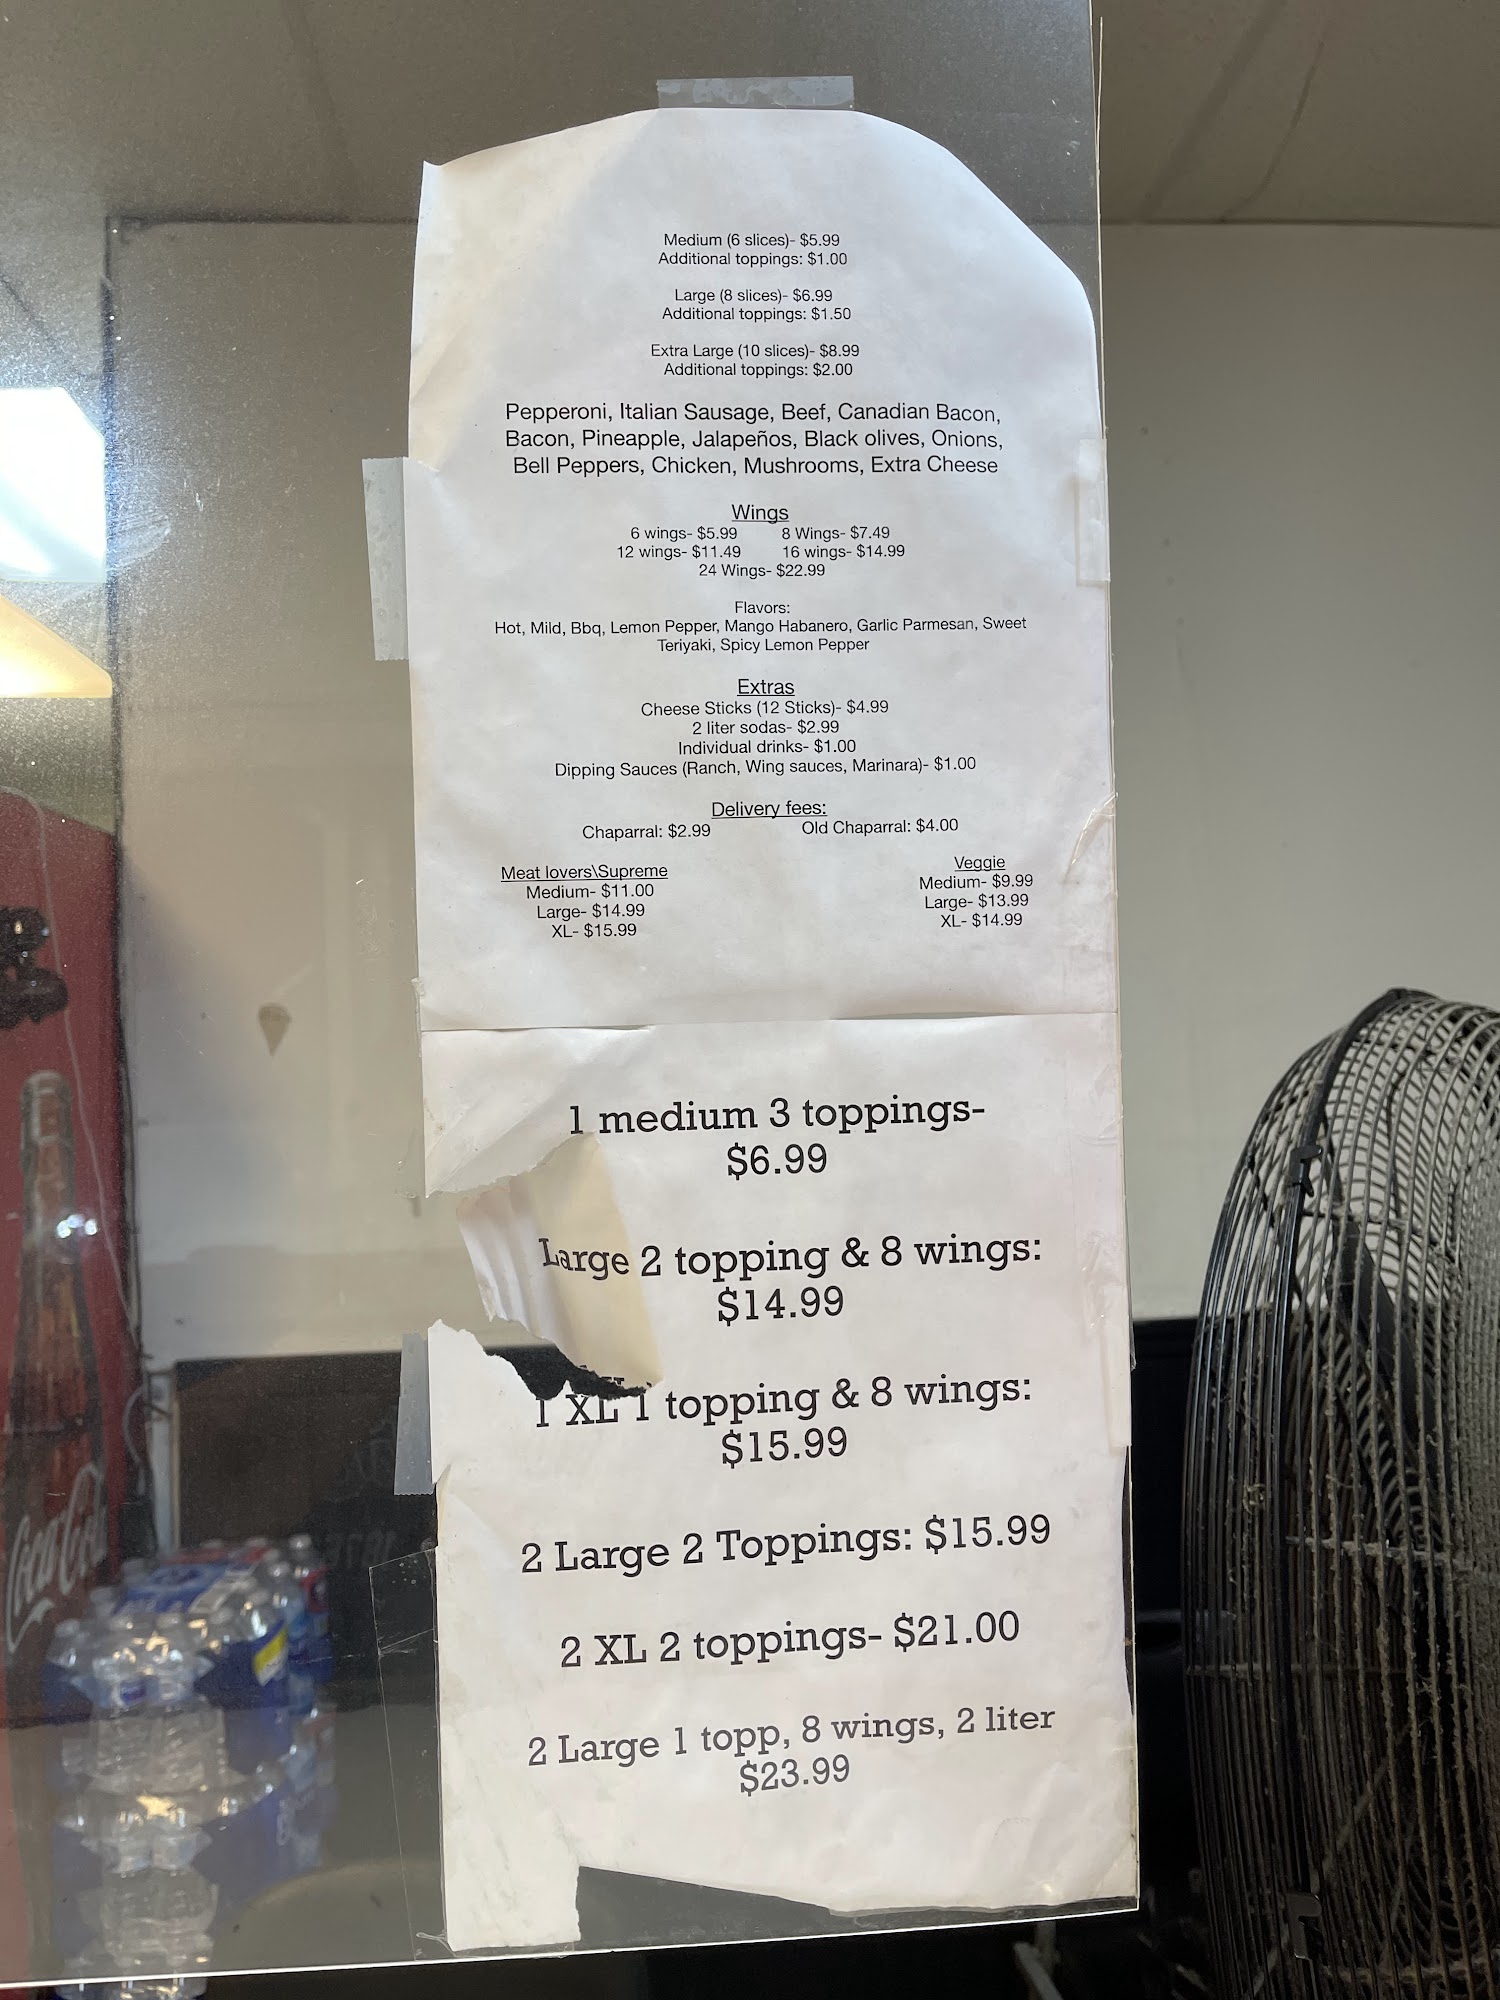 Medium (6 slices)- $5.99
Additional toppings: $1.00
Large (8 slices)- $6.99
Additional toppings: $1.50
Extra Large (10 slices)- $8.99
Additional toppings: $2.00
Pepperoni, Italian Sausage, Beef, Canadian Bacon,
Bacon, Pineapple, Jalapeños, Black olives, Onions,
Bell Peppers, Chicken, Mushrooms, Extra Cheese
Wings
6 wings- $5.99 8 Wings- $7.49
12 wings- $11.49 16 wings- $14.99
24 Wings- $22.99
Flavors:
Hot, Mild, Bbq, Lemon Pepper, Mango Habanero, Garlic Parmesan, Sweet
Teriyaki, Spicy Lemon Pepper
Extras
Cheese Sticks (12 Sticks)- $4.99
2 liter sodas- $2.99
Individual drinks- $1.00
Dipping Sauces (Ranch, Wing sauces, Marinara)- $1.00
Delivery fees:
Chaparral: $2.99 Old Chaparral: $4.00
Meat lovers\Supreme
Medium- $11.00
Large- $14.99
XL- $15.99
Veggie
Medium- $9.99
Large- $13.99
XL- $14.99
1 medium 3 toppings-
$6.99
Large 2 topping & 8 wings:
$14.99
1 XL 1 topping & 8 wings:
$15.99
2 Large 2 Toppings: $15.99
2 XL 2 toppings- $21.00
2 Large 1 topp, 8 wings, 2 liter
$23.99
Coca-Cola